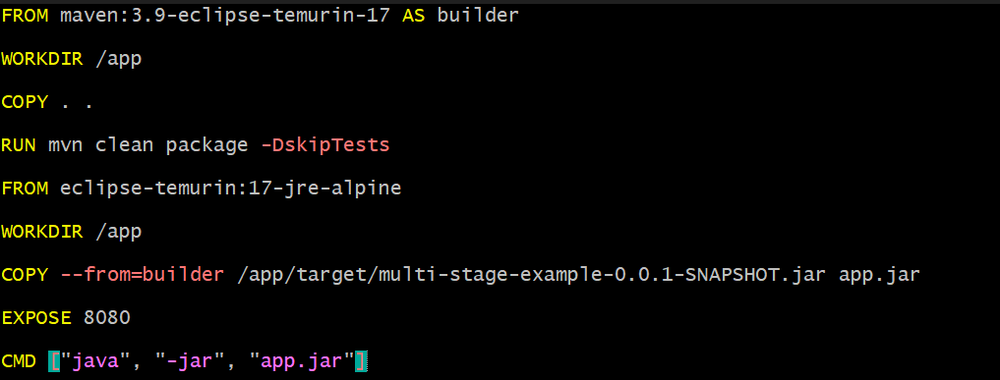 FROM maven:3.9-eclipse-temurin-17 AS builder
WORKDIR /app
COPY . .
RUN mvn clean package -DskipTests
FROM eclipse-temurin:17-jre-alpine
WORKDIR /app
COPY --from=builder /app/target/multi-stage-example-0.0.1-SNAPSHOT.jar app.jar
EXPOSE 8080
CMD ["java", "-jar", "app.jar"]